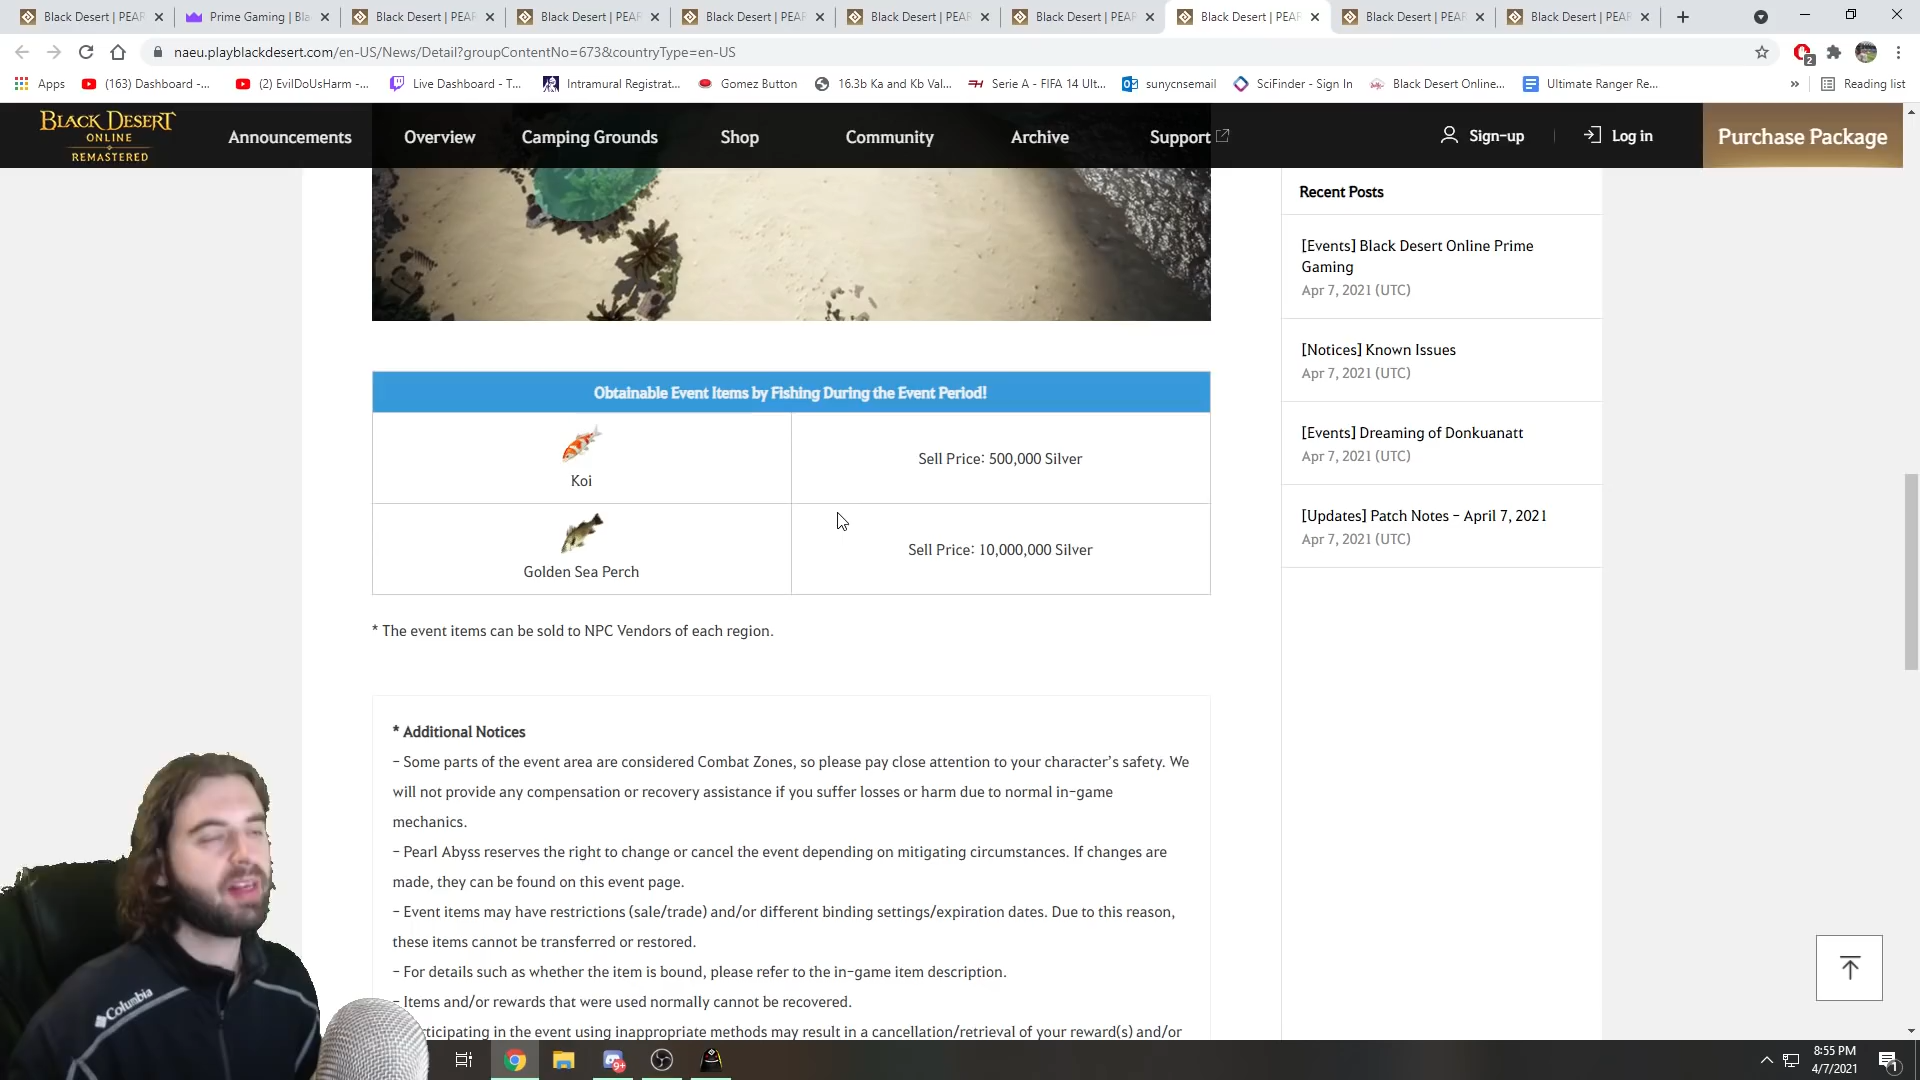 Black Desert | PEAR
Prime Gaming | Bla
Black Desert | PEAR
Black Desert | PEAR
Black Desert | PEAR
Black Desert | PEAR
Black Desert | PEAR
Black Desert | PEAR
Black Desert | PEAR
Black Desert | PEAR
naeu.playblackdesert.com/en-US/News/Detail?groupContentNo=673&countryType=en-US
2
Apps
(163) Dashboard -...
(2) EvilDoUsHarm -...
Live Dashboard - T...
Intramural Registrat...
Gomez Button
16.3b Ka and Kb Val...
Serie A - FIFA 14 Ult...
sunycnsemail
SciFinder - Sign In
Black Desert Online...
Ultimate Ranger Re...
»
Reading list
BLACK DESERT
ONLINE
REMASTERED
Announcements
Overview
Camping Grounds
Shop
Community
Archive
Support
Sign-up
Log in
Purchase Package
Recent Posts
[Events] Black Desert Online Prime
Gaming
Apr 7, 2021 (UTC)
[Notices] Known Issues
Apr 7, 2021 (UTC)
[Events] Dreaming of Donkuanatt
Apr 7, 2021 (UTC)
[Updates] Patch Notes - April 7, 2021
Apr 7, 2021 (UTC)
Obtainable Event Items by Fishing During the Event Period!
Koi
Sell Price: 500,000 Silver
Golden Sea Perch
Sell Price: 10,000,000 Silver
* The event items can be sold to NPC Vendors of each region.
* Additional Notices
- Some parts of the event area are considered Combat Zones, so please pay close attention to your character's safety. We
will not provide any compensation or recovery assistance if you suffer losses or harm due to normal in-game
mechanics.
- Pearl Abyss reserves the right to change or cancel the event depending on mitigating circumstances. If changes are
made, they can be found on this event page.
- Event items may have restrictions (sale/trade) and/or different binding settings/expiration dates. Due to this reason,
these items cannot be transferred or restored.
- For details such as whether the item is bound, please refer to the in-game item description.
- Items and/or rewards that were used normally cannot be recovered.
rticipating in the event using inappropriate methods may result in a cancellation/retrieval of your reward(s) and/or
Columbia
9+
8:55 PM
4/7/2021
1